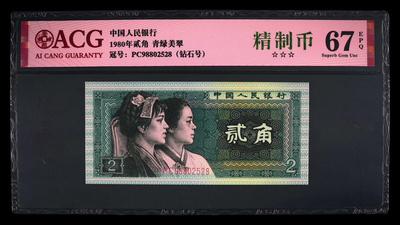 ACG
AI CANG GUARANTY
中国人民银行
1980年贰角 青绿美翠
冠号：PC98802528（钻石号）
精制币
☆☆☆
67
EPQ
Superb Gem Unc
中国人民银行
贰角
PC98802528
2
2